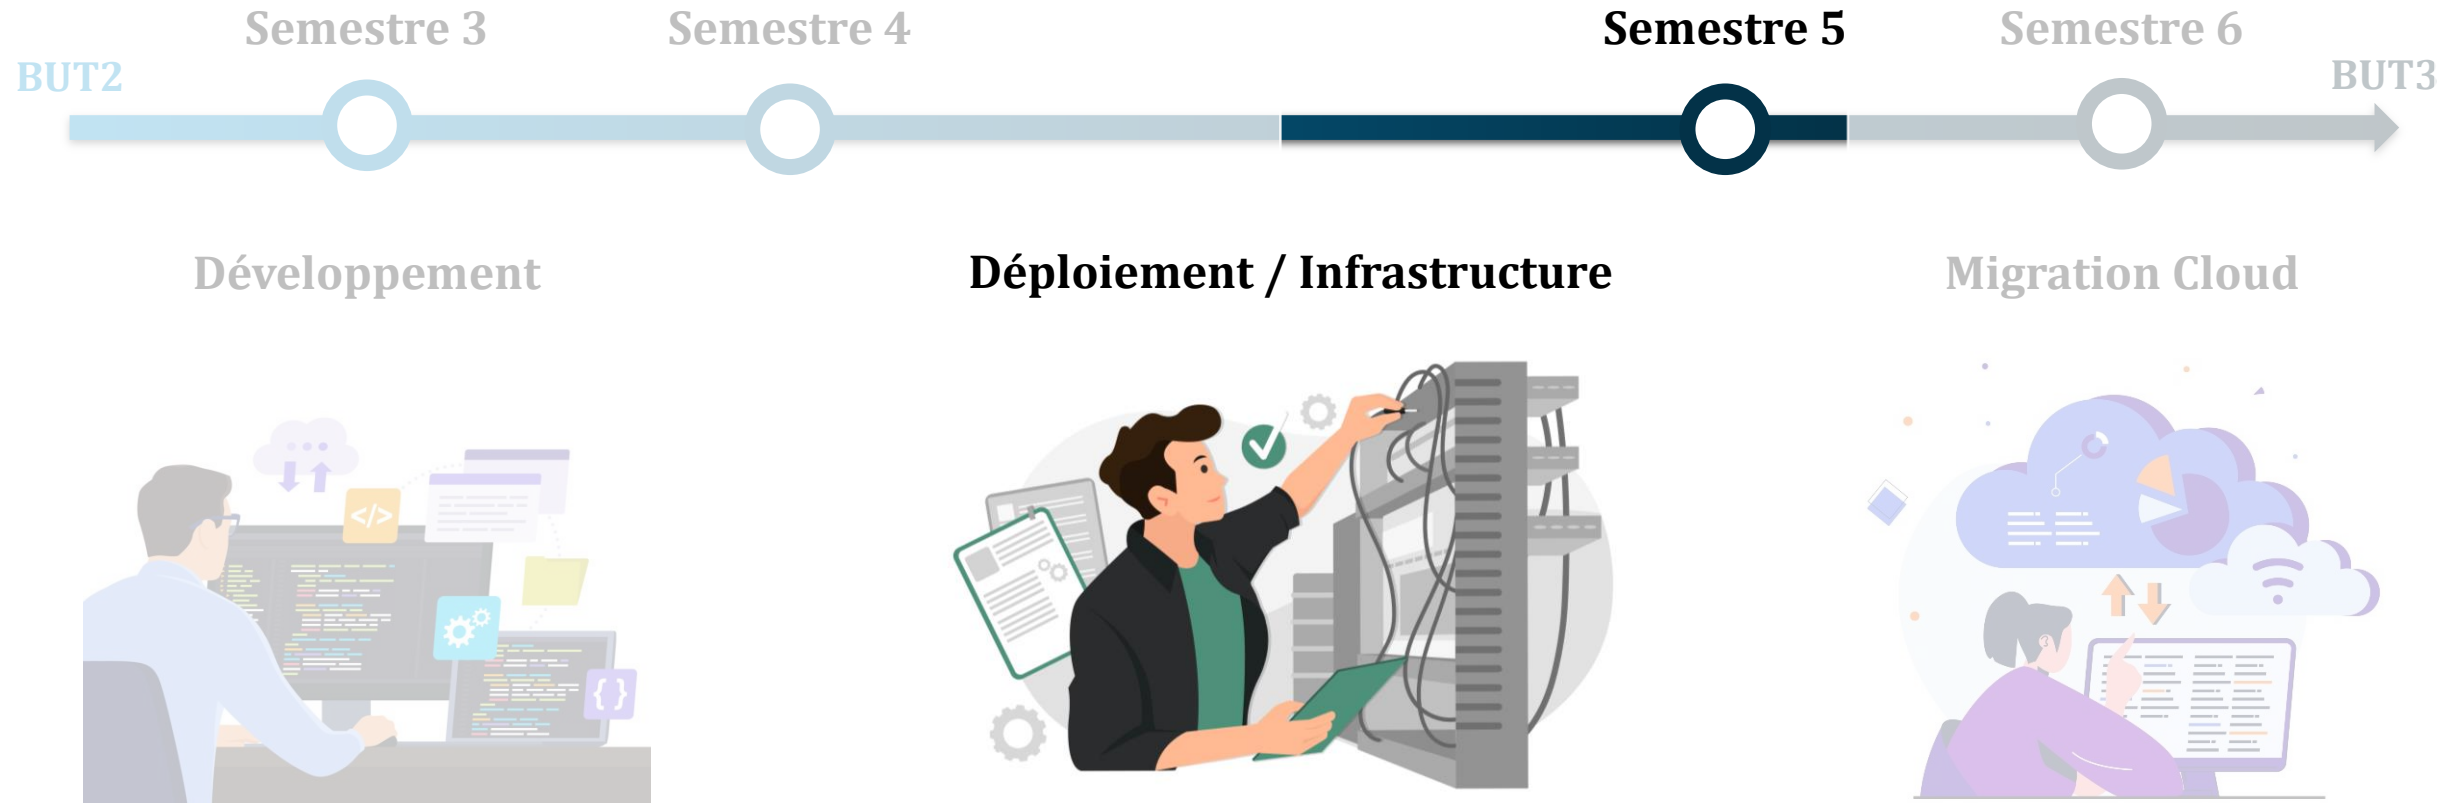 Semestre 3
Semestre 4
Semestre 5
Semestre 6
BUT2
BUT3
Développement
Déploiement / Infrastructure
Migration Cloud
</>
{ }